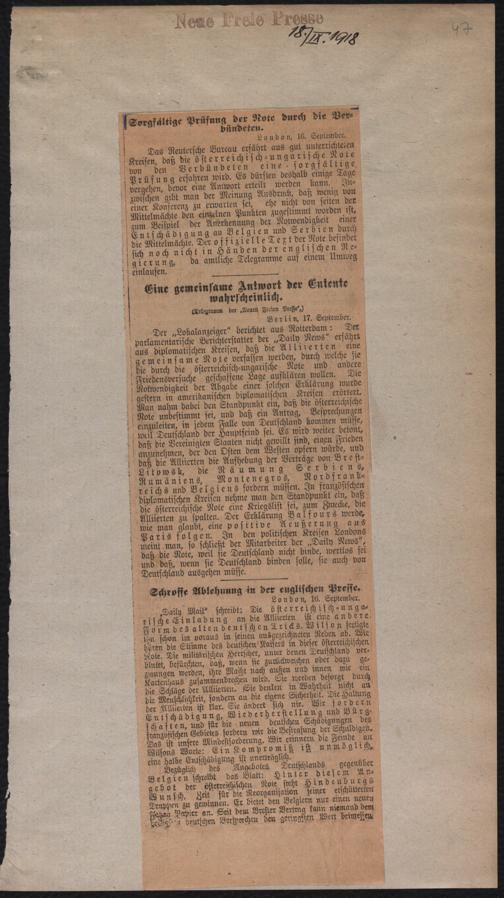 Neue Freie Presse
18./IX. 1918
47
Sorgfältige Prüfung der Note durch die Ver-
bündeten.
London, 16. September.
Das Reutersche Bureau erfährt aus gut unterrichteten
Kreisen, daß die österreichisch-ungarische Note
von den Verbündeten eine sorgfältige
Prüfung erfahren wird. Es dürften deshalb einige Tage
vergehen, bevor eine Antwort erteilt werden kann. In-
zwischen gibt man der Meinung Ausdruck, daß wenig von
einer Konferenz zu erwarten sei, ehe nicht von seiten der
Mittelmächte den einzelnen Punkten zugestimmt worden ist,
zum Beispiel der Anerkennung der Notwendigkeit einer
Entschädigung an Belgien und Serbien durch
die Mittelmächte. Der offizielle Text der Note befindet
sich noch nicht in Händen der englischen Re-
gierung, da amtliche Telegramme auf einem Umweg
einlaufen.
Eine gemeinsame Antwort der Entente
wahrscheinlich.
(Telegramm der „Neuen Freien Presse“.)
Berlin, 17. September.
Der „Lokalanzeiger“ berichtet aus Rotterdam: Der
parlamentarische Berichterstatter der „Daily News“ erfährt
aus diplomatischen Kreisen, daß die Alliierten eine
gemeinsame Note verfassen werden, durch welche sie
die durch die österreichisch-ungarische Note und andere
Friedensversuche geschaffene Lage aufklären wollen. Die
Notwendigkeit der Abgabe einer solchen Erklärung wurde
gestern in amerikanischen diplomatischen Kreisen erörtert.
Man nahm dabei den Standpunkt ein, daß die österreichische
Note unbestimmt sei, und daß ein Antrag, Besprechungen
einzuleiten, in jedem Falle von Deutschland kommen müsse,
weil Deutschland der Hauptfeind sei. Es wird weiter betont,
daß die Vereinigten Staaten nicht gewillt sind, einen Frieden
anzunehmen, der den Osten dem Westen opfern würde, und
daß die Alliierten die Aufhebung der Verträge von Brest-
Litowsk, die Räumung Serbiens,
Rumäniens, Montenegros, Nordfrank-
reichs und Belgiens fordern müssen. In französischen
diplomatischen Kreisen nehme man den Standpunkt ein, daß
die österreichische Note eine Kriegslist sei, zum Zwecke, die
Alliierten zu spalten. Der Erklärung Balfours werde,
wie man glaubt, eine positive Aeußerung aus
Paris folgen. In den politischen Kreisen Londons
meint man, so schließt der Mitarbeiter der „Daily News“,
daß die Note, weil sie Deutschland nicht binde, wertlos sei
und daß, wenn sie Deutschland binden solle, sie auch von
Deutschland ausgehen müsse.
Schroffe Ablehnung in der englischen Presse.
London, 16. September.
„Daily Mail“ schreibt: Die österreichisch-unga-
rische Einladung an die Alliierten ist eine andere
Form des alten deutschen Tricks. Wilson fertigte
ihn schon im voraus in seinen ausgezeichneten Reden ab. Wir
hören die Stimme des deutschen Kaisers in dieser österreichischen
Note. Die militärischen Herrscher, unter denen Deutschland ver-
blutet, befürchten, daß, wenn sie zurückweichen oder dazu ge-
zwungen werden, ihre Macht nach außen und innen wie ein
Kartenhaus zusammenbrechen wird. Sie werden besorgt durch
die Schläge der Alliierten. Sie denken in Wahrheit nicht an
die Menschlichkeit, sondern an die eigene Sicherheit. Die Haltung
der Alliierten ist klar. Sie ändert sich nie. Wir fordern
Entschädigung, Wiederherstellung und Bürg-
schaften, und für die neuen deutschen Schädigungen des
französischen Gebietes fordern wir die Bestrafung der Schuldigen.
Das ist unsere Mindestforderung. Wir erinnern die Feinde an
Wilsons Worte: Ein Kompromiß ist unmöglich,
eine halbe Entschädigung ist unerträglich.
Bezüglich des Angebotes Deutschlands gegenüber
Belgien schreibt das Blatt: Hinter diesem An-
gebot der österreichischen Note steht Hindenburgs
Wunsch, Zeit für die Reorganisation seiner erschütterten
Truppen zu gewinnen. Er bietet den Belgiern nur einen neuen
Fetzen Papier an. Seit dem Brester Vertrag kann niemand dem
deutschen Versprechen den geringsten Wert beimessen.